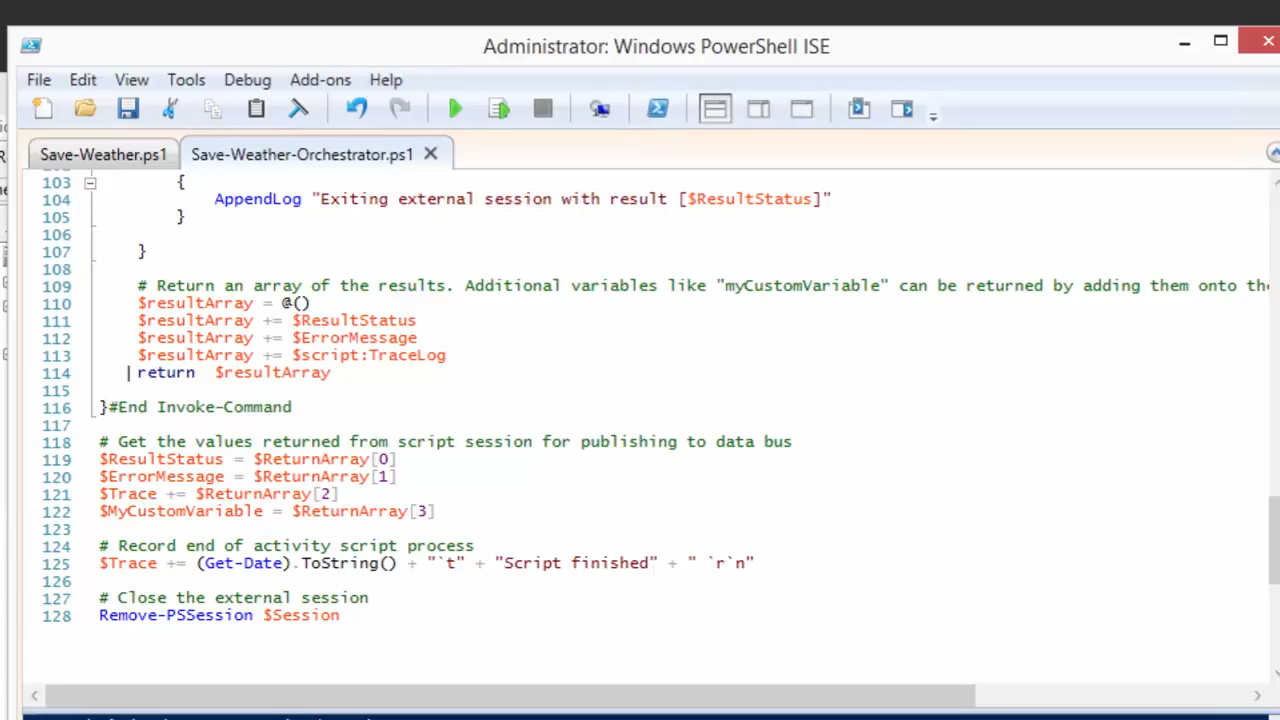 Administrator: Windows PowerShell ISE
File Edit View Tools Debug Add-ons Help
Save-Weather.ps1 Save-Weather-Orchestrator.ps1
103 {
104 AppendLog "Exiting external session with result [$ResultStatus]"
105 }
106
107 }
108
109 # Return an array of the results. Additional variables like "myCustomVariable" can be returned by adding them onto the
110 $resultArray = @()
111 $resultArray += $ResultStatus
112 $resultArray += $ErrorMessage
113 $resultArray += $script:TraceLog
114 return  $resultArray
115
116 }#End Invoke-Command
117
118 # Get the values returned from script session for publishing to data bus
119 $ResultStatus = $ReturnArray[0]
120 $ErrorMessage = $ReturnArray[1]
121 $Trace += $ReturnArray[2]
122 $MyCustomVariable = $ReturnArray[3]
123
124 # Record end of activity script process
125 $Trace += (Get-Date).ToString() + "`t" + "Script finished" + " `r`n"
126
127 # Close the external session
128 Remove-PSSession $Session